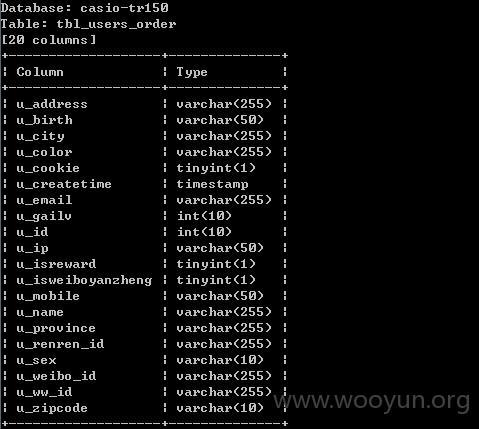 Database: casio-tr150
Table: tbl_users_order
[20 columns]
+------------------+--------------+
| Column | Type |
+------------------+--------------+
| u_address | varchar(255) |
| u_birth | varchar(50) |
| u_city | varchar(255) |
| u_color | varchar(255) |
| u_cookie | tinyint(1) |
| u_createtime | timestamp |
| u_email | varchar(255) |
| u_gailv | int(10) |
| u_id | int(10) |
| u_ip | varchar(50) |
| u_isreward | tinyint(1) |
| u_isweiboyanzheng | tinyint(1) |
| u_mobile | varchar(50) |
| u_name | varchar(255) |
| u_province | varchar(255) |
| u_renren_id | varchar(255) |
| u_sex | varchar(10) |
| u_weibo_id | varchar(255) |
| u_ww_id | varchar(255) |
| u_zipcode | varchar(10) |
+------------------+--------------+
www.wooyun.org